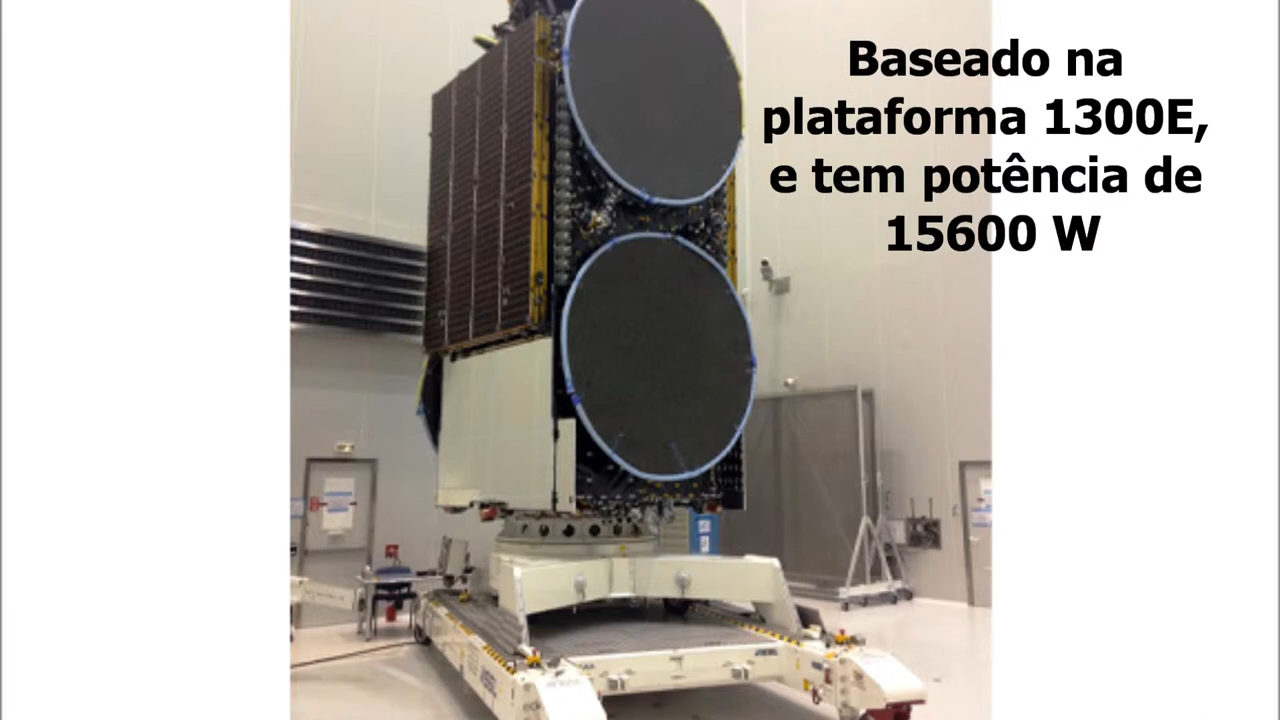 Baseado na
plataforma 1300E,
e tem potência de
15600 W